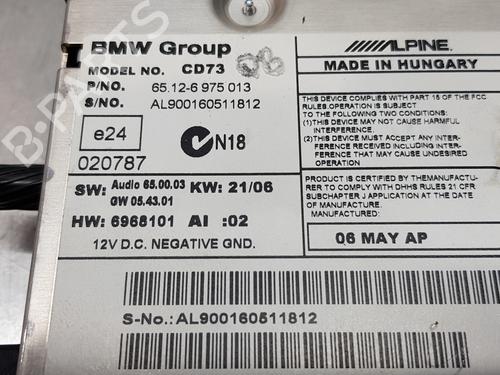 BMW Group
MODEL NO. CD73 06
P/NO. 65.12-6 975 013
S/NO. AL900160511812
e24
N18
020787
SW: Audio 65.00.03 KW: 21/06
GW 05.43.01
HW: 6968101 AI :02
12V D.C. NEGATIVE GND.
ALPINE
MADE IN HUNGARY
THIS DEVICE COMPLIES WITH PART 15 OF THE FCC
RULES.OPERATION IS SUBJECT
TO THE FOLLOWING TWO CONDITIONS:
(1)THIS DEVICE MAY NOT CAUSE HARMFUL
INTERFERENCE,
(2)THIS DEVICE MUST ACCEPT ANY INTER-
FERENCE RECEIVED INCLUDING INTER-
FERENCE THAT MAY CAUSE UNDESIRED
OPERATION
PRODUCT IS CERTIFIED BY THE MANUFACTURER
TO COMPLY WITH DHHS RULES 21 CFR
SUBCHAPTER J APPLICABLE AT DATE OF
MANUFACTURE.
MANUFACTURED:
06 MAY AP
S-No.: AL900160511812
B-Parts